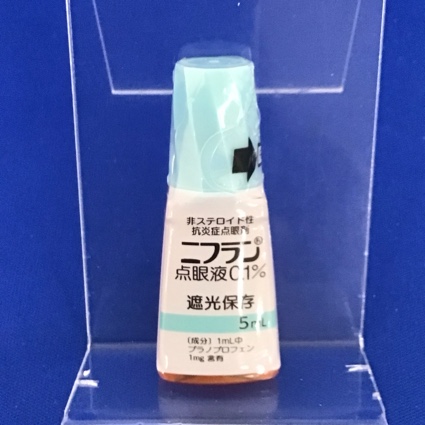 非ステロイド性
抗炎症点眼剤
ニフラン®
点眼液0.1%
遮光保存
5mL
(成分) 1mL中
プラノプロフェン
1mg 含有